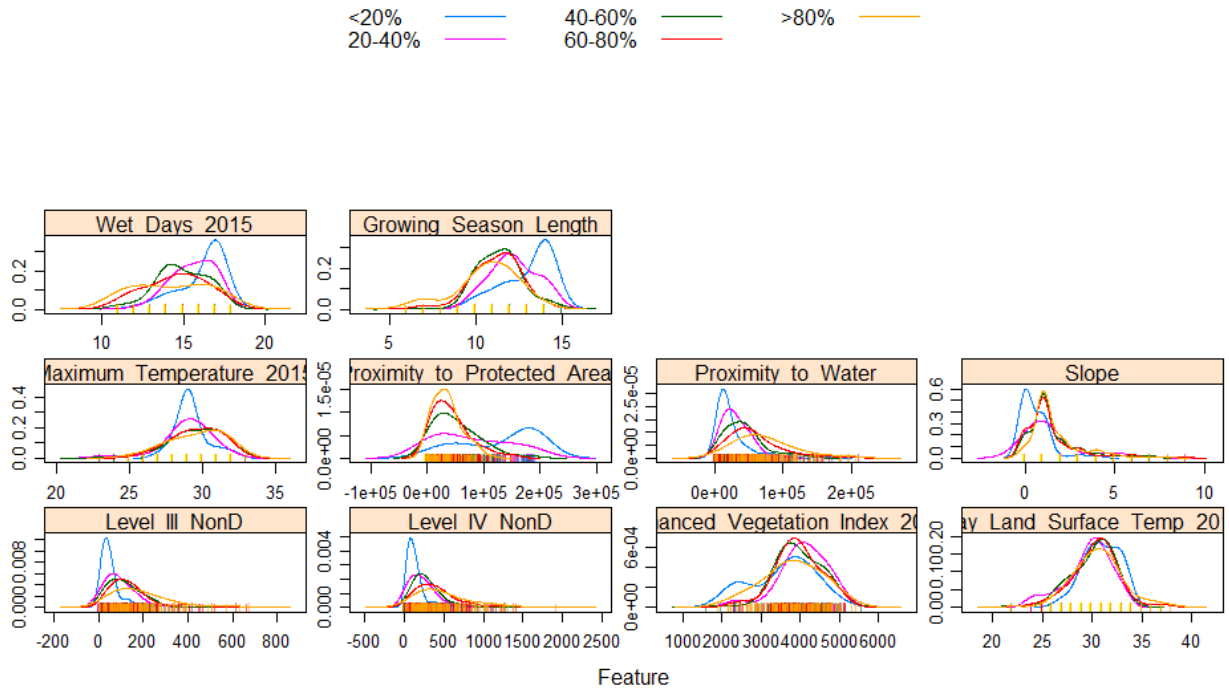 <20% 40-60% >80%
20-40% 60-80%
Wet Days 2015 Growing Season Length
0.0 0.2 0.0 0.2
10 15 20 5 10 15
Maximum Temperature 2015 Proximity to Protected Area Proximity to Water Slope
0.0 0.2 0.4 0.0e+00 1.5e-05 0.0e+00 2.5e-05 0.0 0.3 0.6
20 25 30 35 -1e+05 0e+00 1e+05 2e+05 3e+05 0e+00 1e+05 2e+05 0 5 10
Level III NonD Level IV NonD hanced Vegetation Index 20 ay Land Surface Temp 20
0.000 0.008 0.000 0.004 0e+00 6e-04 0.00 0.10 0.20
-200 0 200 400 600 800 -500 0 500 1000 1500 2000 2500 1000 2000 3000 4000 5000 6000 20 25 30 35 40
Feature